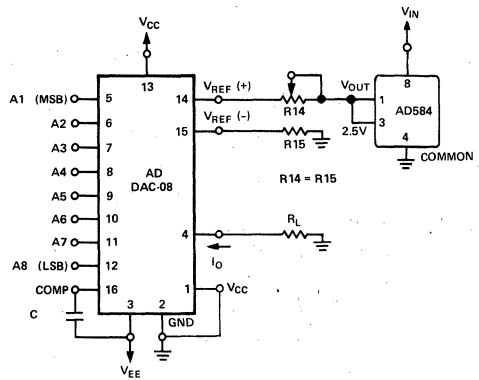 VCC
VIN
13
A1 (MSB) 5
14 VREF (+)
R14
VOUT
8
1
AD584
3
2.5V
4
COMMON
A2 6
15 VREF (-)
R15
A3 7
A4 8
AD
DAC-08
R14 = R15
A5 9
A6 10
RL
A7 11
4
IO
A8 (LSB) 12
COMP 16
1 VCC
C
3 2
GND
VEE